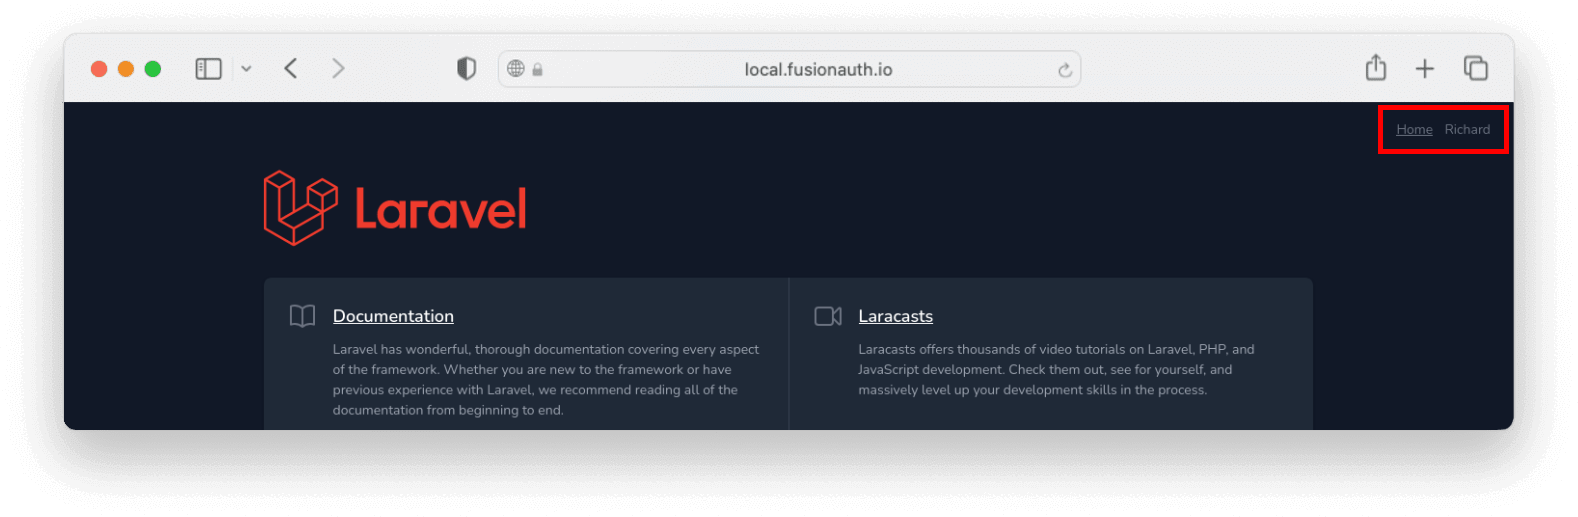 local.fusionauth.io
Home Richard
Laravel
Documentation
Laravel has wonderful, thorough documentation covering every aspect
of the framework. Whether you are new to the framework or have
previous experience with Laravel, we recommend reading all of the
documentation from beginning to end.
Laracasts
Laracasts offers thousands of video tutorials on Laravel, PHP, and
JavaScript development. Check them out, see for yourself, and
massively level up your development skills in the process.